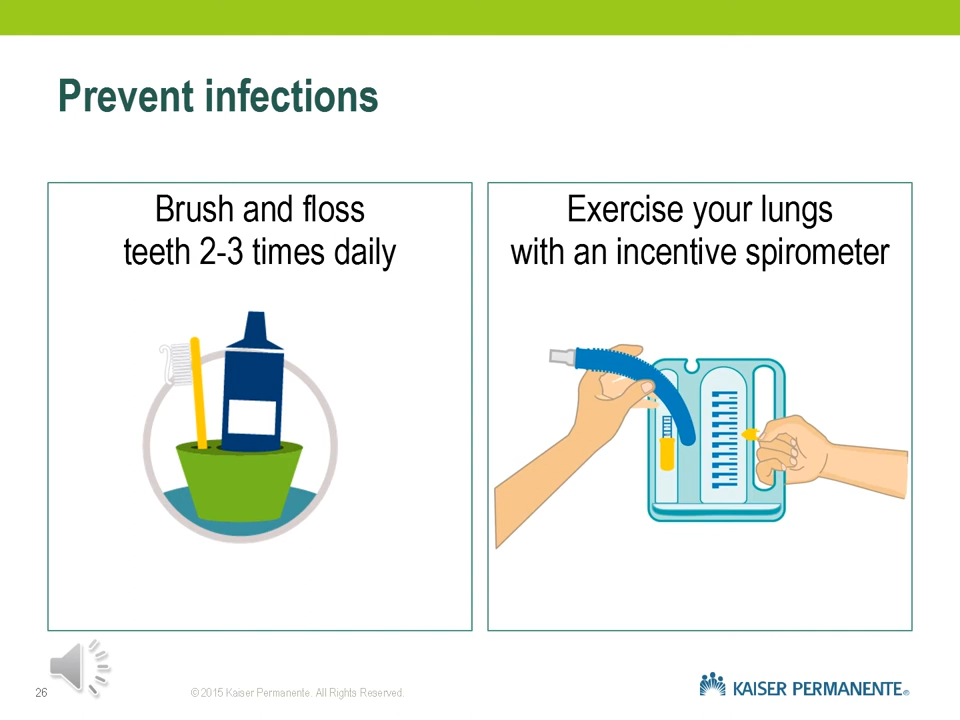 Prevent infections
Brush and floss
teeth 2-3 times daily
Exercise your lungs
with an incentive spirometer
26
© 2015 Kaiser Permanente. All Rights Reserved.
KAISER PERMANENTE®